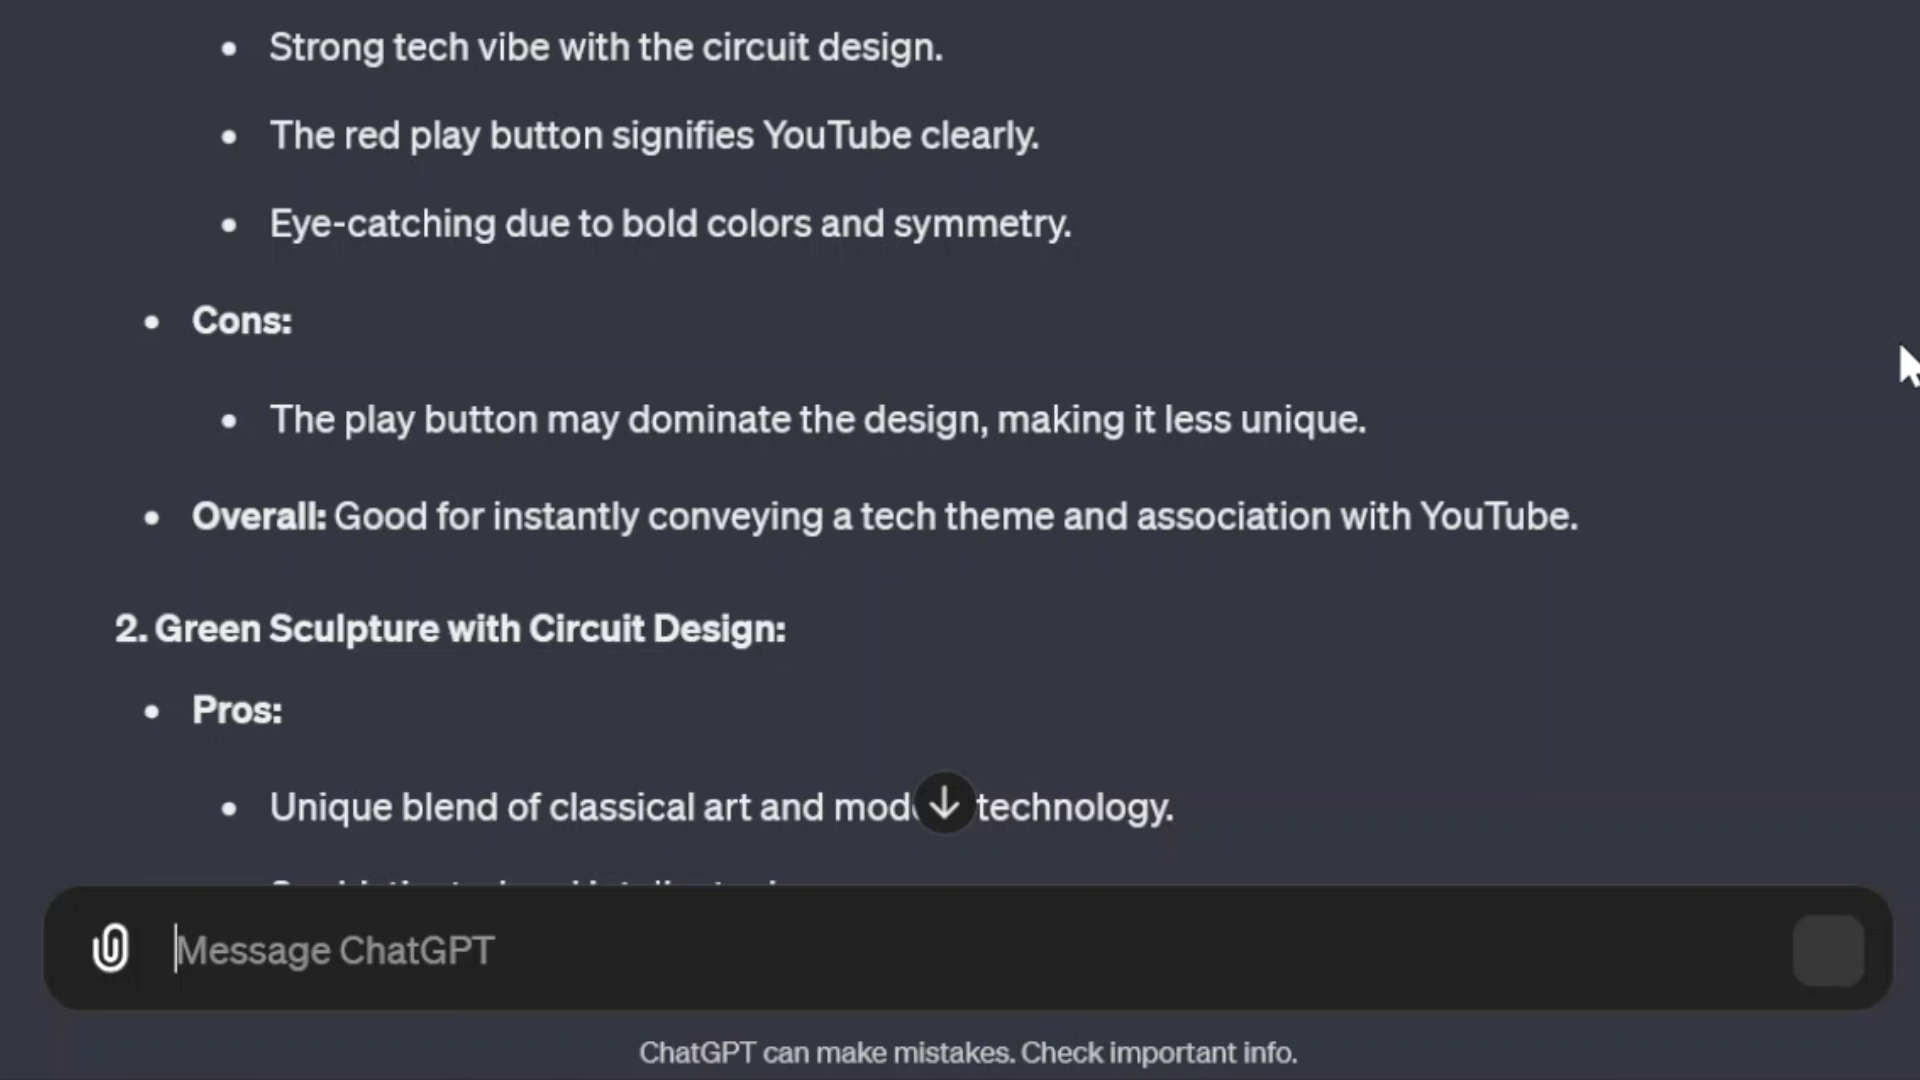 Strong tech vibe with the circuit design.
The red play button signifies YouTube clearly.
Eye-catching due to bold colors and symmetry.
Cons:
The play button may dominate the design, making it less unique.
Overall: Good for instantly conveying a tech theme and association with YouTube.
2. Green Sculpture with Circuit Design:
Pros:
Unique blend of classical art and technology.
Message ChatGPT
ChatGPT can make mistakes. Check important info.